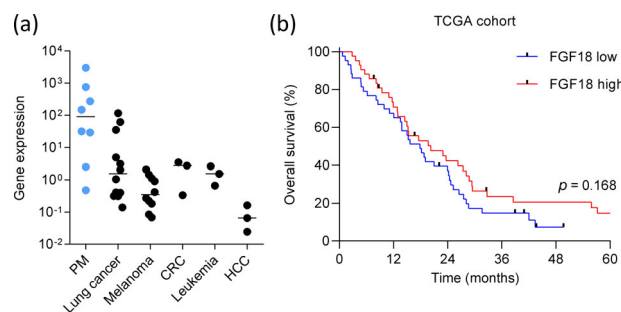 (a)
Gene expression
10⁴
10³
10²
10¹
10⁰
10⁻¹
10⁻²
PM
Lung cancer
Melanoma
CRC
Leukemia
HCC
(b)
TCGA cohort
FGF18 low
FGF18 high
p = 0.168
Overall survival (%)
100
80
60
40
20
0
0 12 24 36 48 60
Time (months)